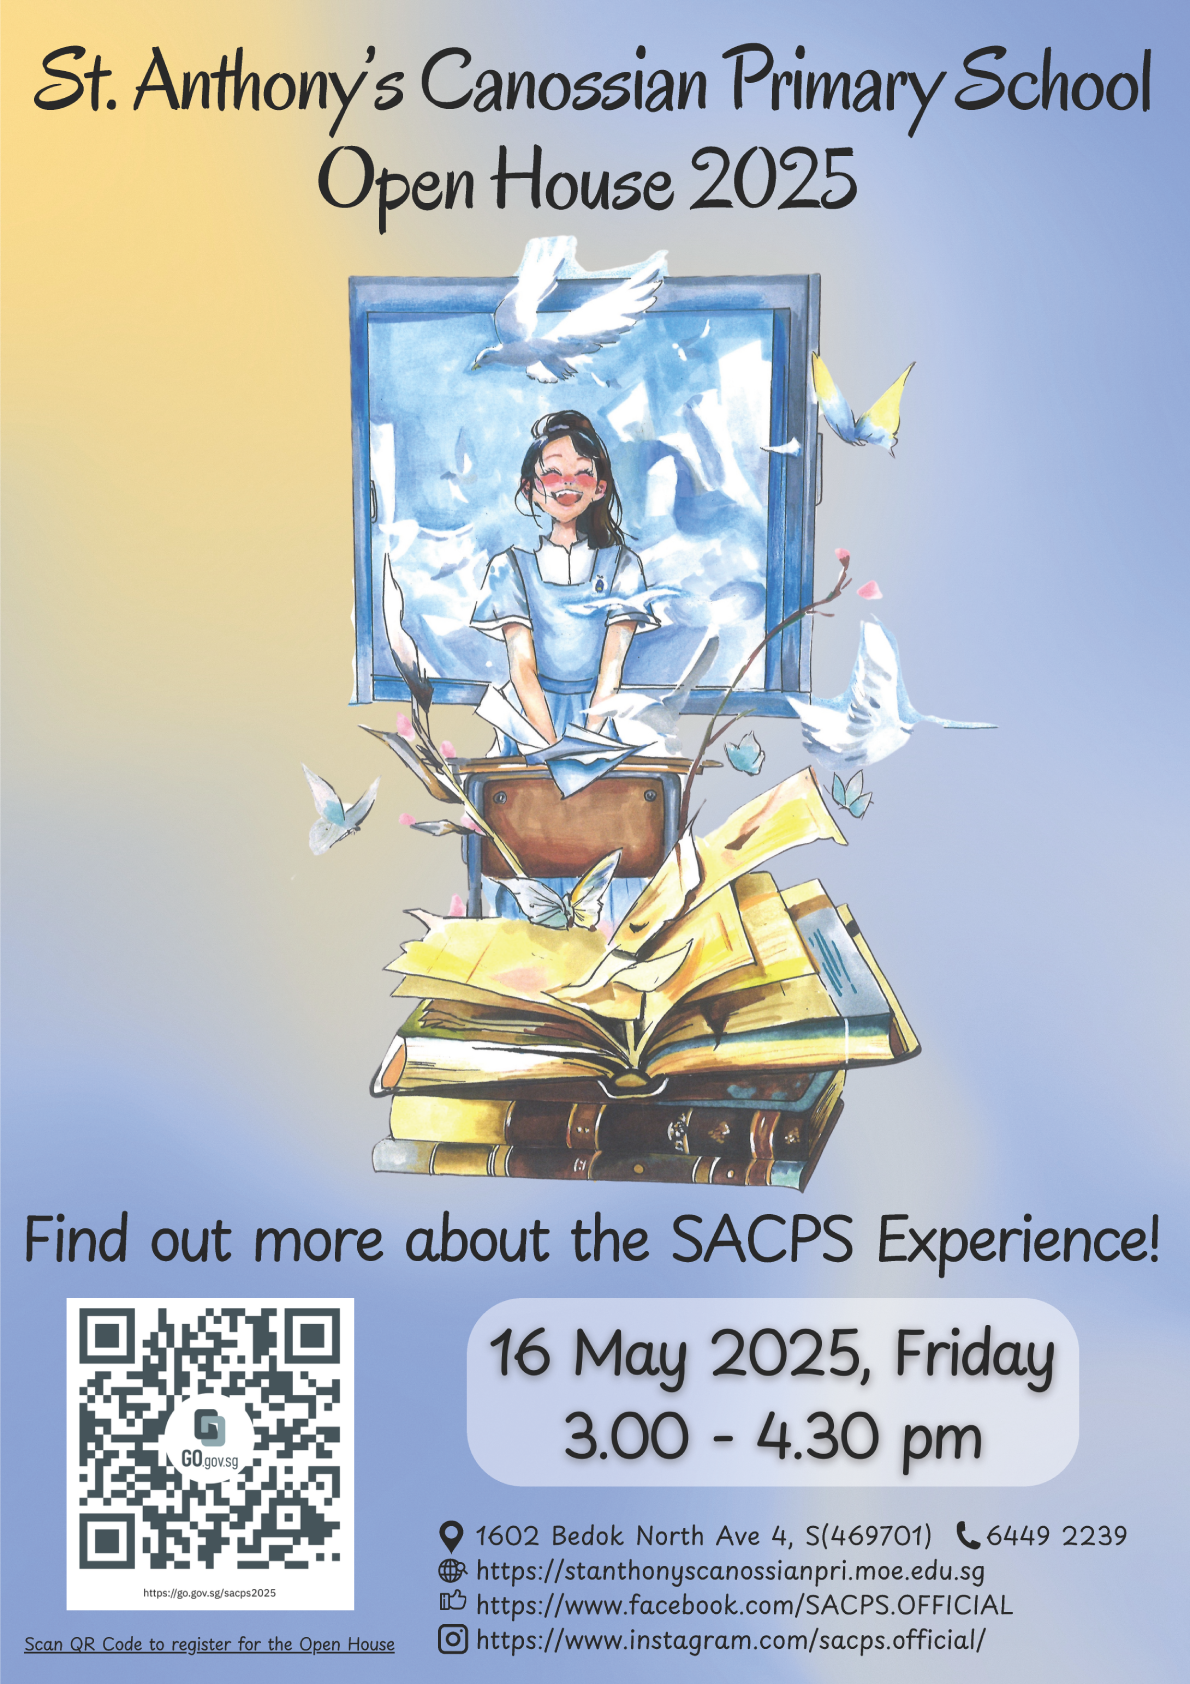 St. Anthony's Canossian Primary School
Open House 2025
Find out more about the SACPS Experience!
GO.gov.sg
https://go.gov.sg/sacps2025
Scan QR Code to register for the Open House
16 May 2025, Friday
3.00 - 4.30 pm
1602 Bedok North Ave 4, S(469701) 6449 2239
https://stanthonyscanossianpri.moe.edu.sg
https://www.facebook.com/SACPS.OFFICIAL
https://www.instagram.com/sacps.official/